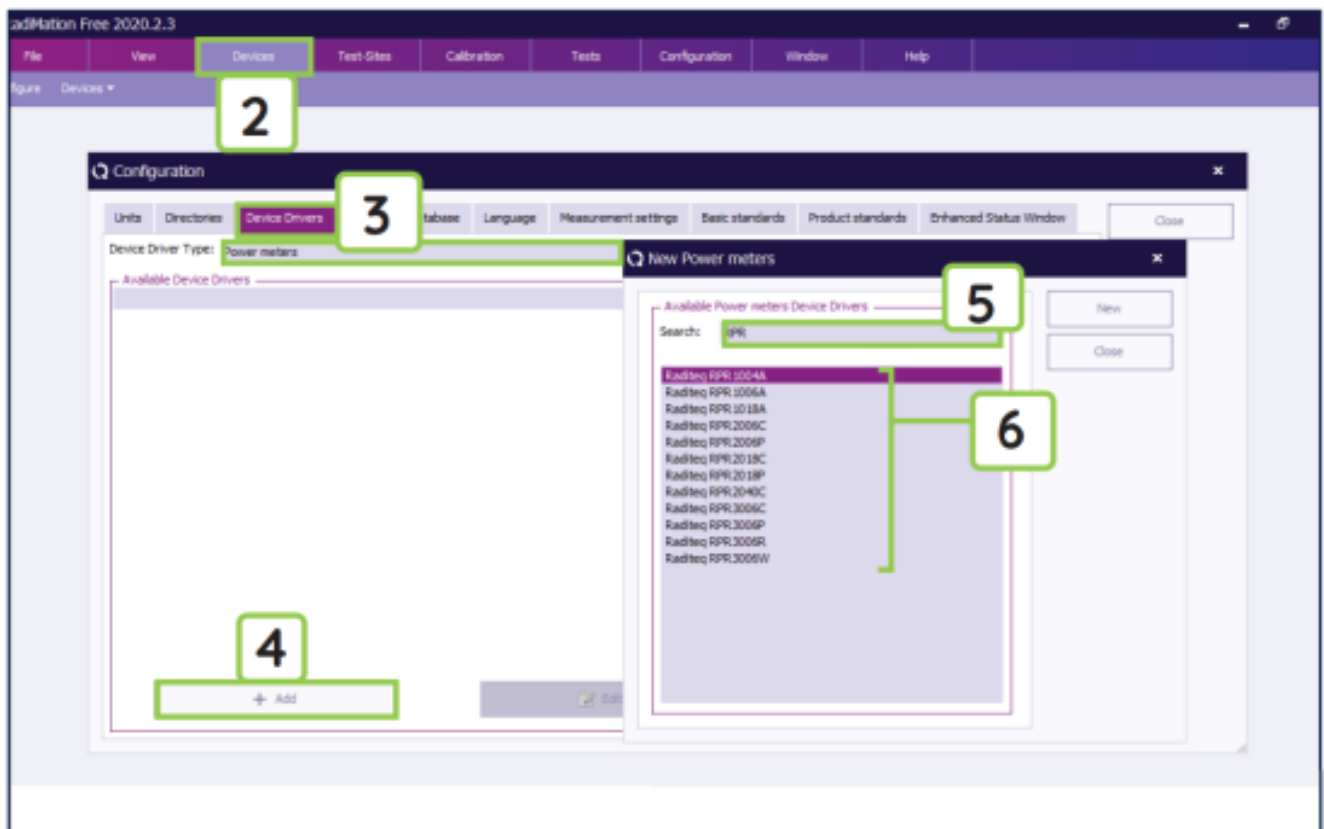 adiMation Free 2020.2.3
File View Devices Test-Sites Calibration Tests Configuration Window Help
figure Devices
2
Configuration
3
Units Directories Device Drivers tabase Language Measurement settings Basic standards Product standards Enhanced Status Window Close
Device Driver Type: Power meters
New Power meters
Available Device Drivers
5
Available Power meters Device Drivers
New
Search: RPR
Close
Raditeq RPR1004A
Raditeq RPR1006A
Raditeq RPR1018A
6
Raditeq RPR2006C
Raditeq RPR2006P
Raditeq RPR2018C
Raditeq RPR2018P
Raditeq RPR2040C
Raditeq RPR3006C
Raditeq RPR3006P
Raditeq RPR3006R
Raditeq RPR3006W
4
+ Add
Edit